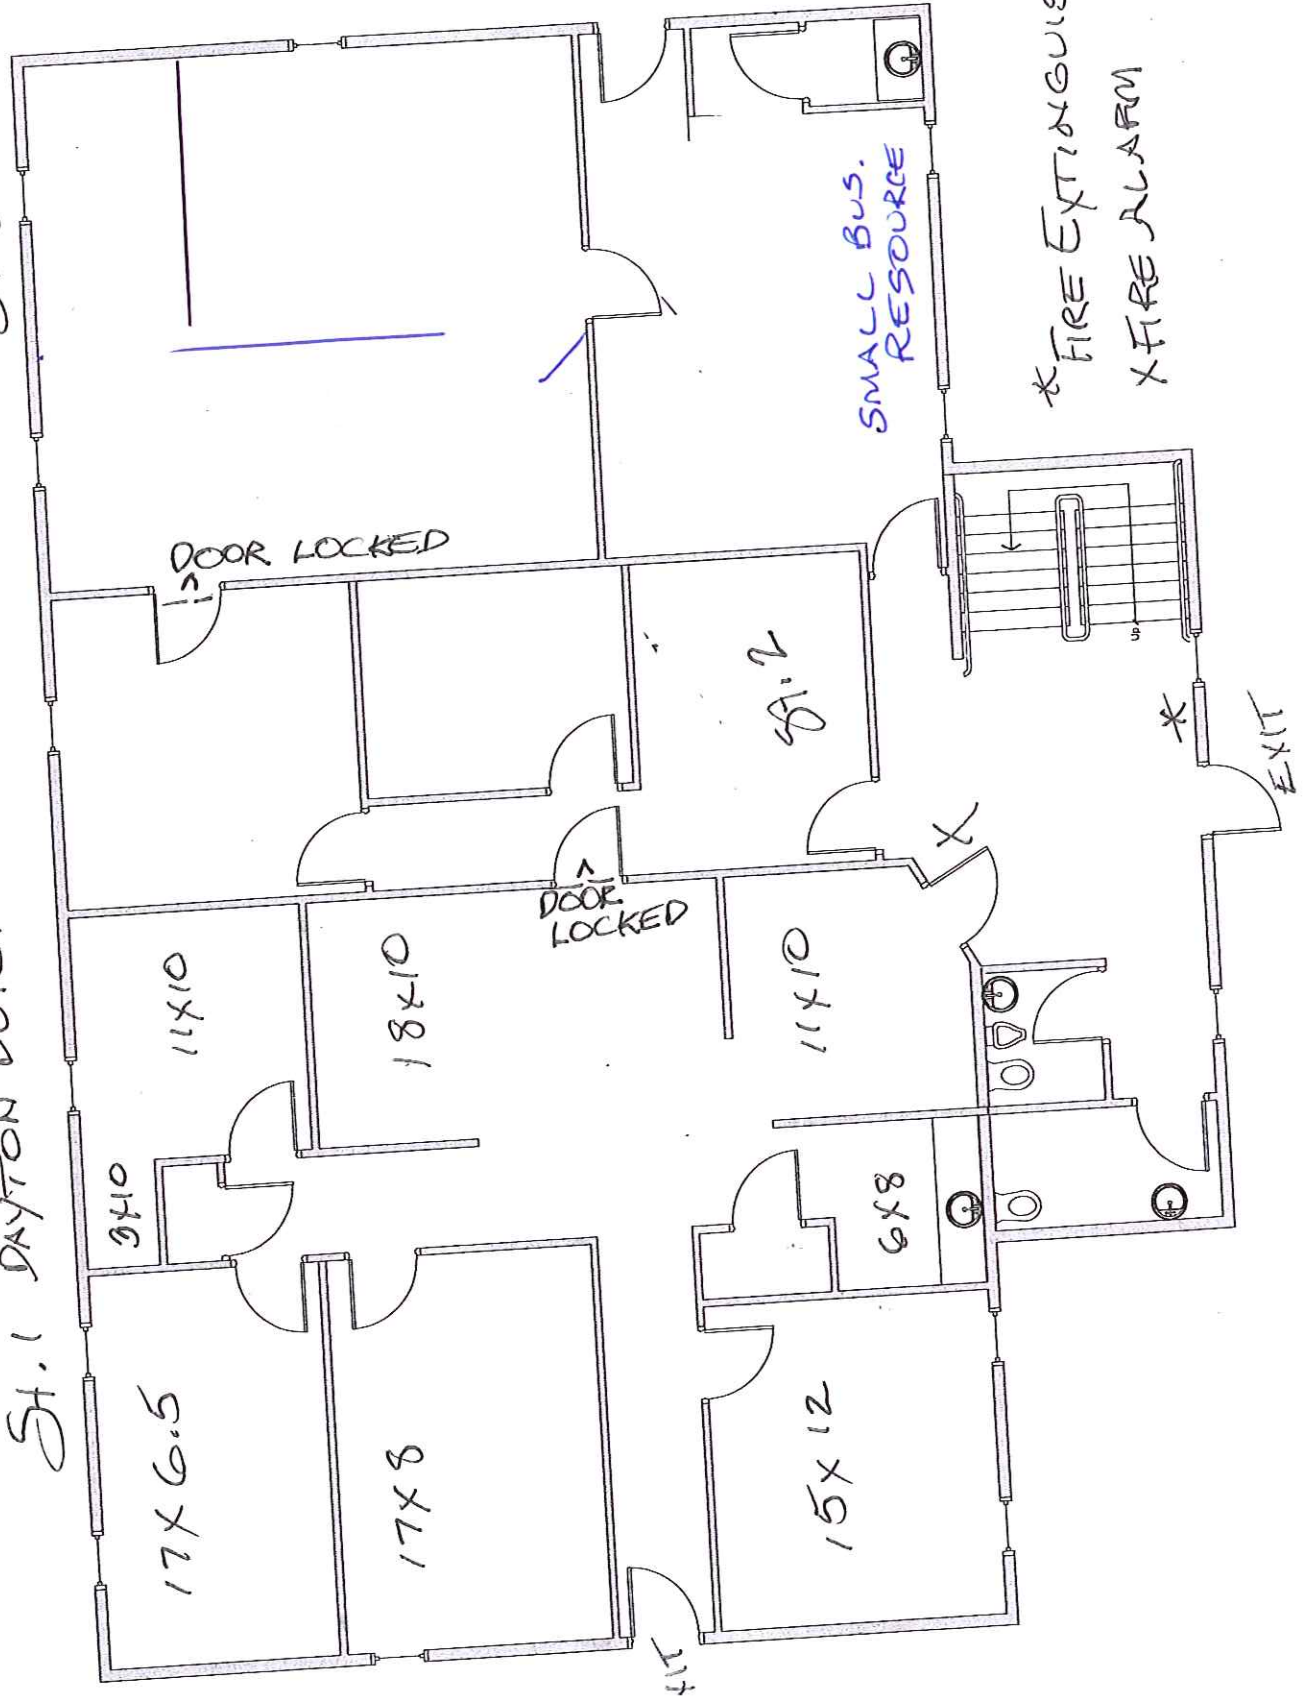 ST. 1 DAYTON
DOOR LOCKED
SMALL BUS.
RESOURCE
* FIRE EXTINGUIS
X FIRE ALARM
ST. 2
X
*
EXIT
DOOR
LOCKED
11X10
18X10
11X10
3X10
6X8
17X6.5
17X8
15X12
XIT